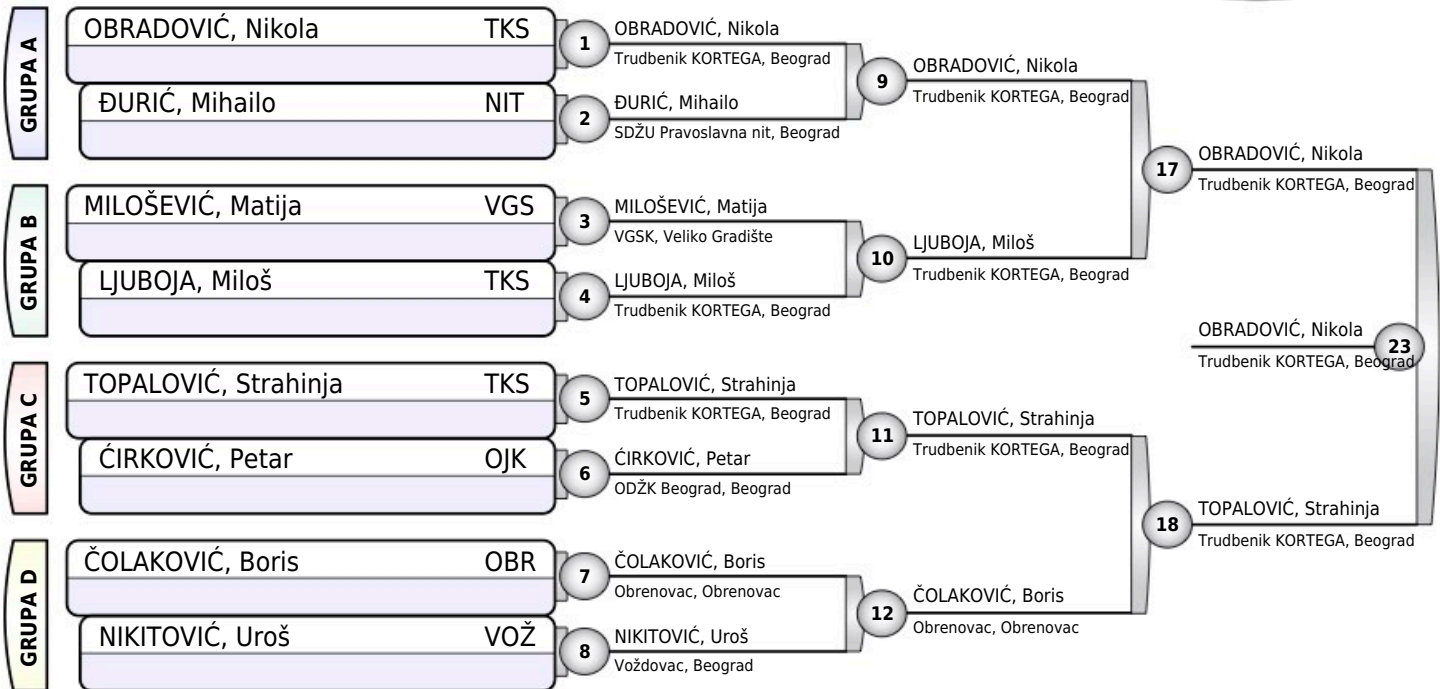 GRUPA A
OBRADOVIĆ, Nikola TKS
ĐURIĆ, Mihailo NIT
1
OBRADOVIĆ, Nikola
Trudbenik KORTEGA, Beograd
2
ĐURIĆ, Mihailo
SDŽU Pravoslavna nit, Beograd
9
OBRADOVIĆ, Nikola
Trudbenik KORTEGA, Beograd
GRUPA B
MILOŠEVIĆ, Matija VGS
LJUBOJA, Miloš TKS
3
MILOŠEVIĆ, Matija
VGSK, Veliko Gradište
4
LJUBOJA, Miloš
Trudbenik KORTEGA, Beograd
10
LJUBOJA, Miloš
Trudbenik KORTEGA, Beograd
17
OBRADOVIĆ, Nikola
Trudbenik KORTEGA, Beograd
OBRADOVIĆ, Nikola
23
Trudbenik KORTEGA, Beograd
GRUPA C
TOPALOVIĆ, Strahinja TKS
ĆIRKOVIĆ, Petar OJK
5
TOPALOVIĆ, Strahinja
Trudbenik KORTEGA, Beograd
6
ĆIRKOVIĆ, Petar
ODŽK Beograd, Beograd
11
TOPALOVIĆ, Strahinja
Trudbenik KORTEGA, Beograd
18
TOPALOVIĆ, Strahinja
Trudbenik KORTEGA, Beograd
GRUPA D
ČOLAKOVIĆ, Boris OBR
NIKITOVIĆ, Uroš VOŽ
7
ČOLAKOVIĆ, Boris
Obrenovac, Obrenovac
8
NIKITOVIĆ, Uroš
Voždovac, Beograd
12
ČOLAKOVIĆ, Boris
Obrenovac, Obrenovac